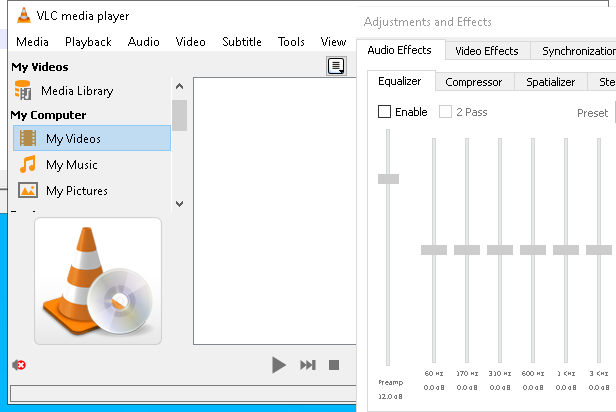 VLC media player
Media Playback Audio Video Subtitle Tools View
My Videos
Media Library
My Computer
My Videos
My Music
My Pictures
Adjustments and Effects
Audio Effects Video Effects Synchronization
Equalizer Compressor Spatializer Ste
Enable 2 Pass Preset
60 Hz 170 Hz 310 Hz 600 Hz 1 KHz 3 KHz
Preamp 0.0 dB 0.0 dB 0.0 dB 0.0 dB 0.0 dB 0.0 dB
12.0 dB